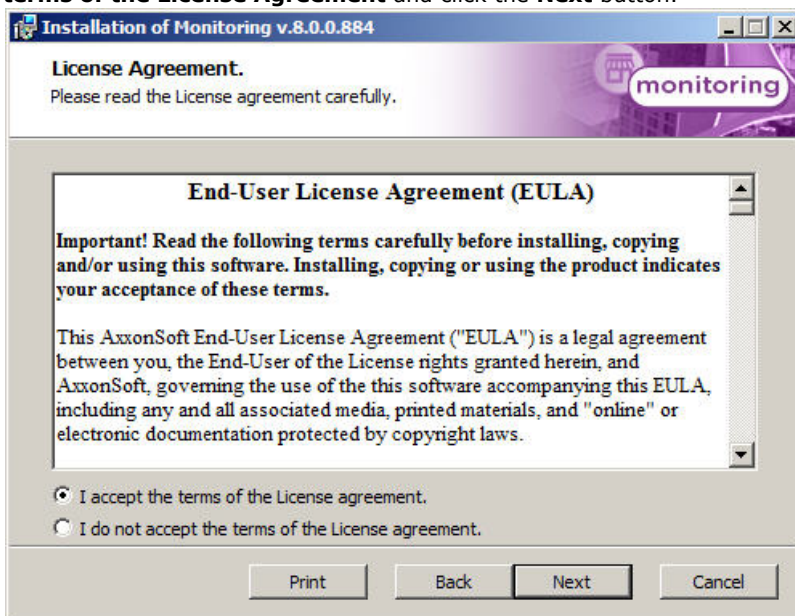 terms of the License Agreement and click the Next button.
Installation of Monitoring v.8.0.0.884
License Agreement.
Please read the License agreement carefully.
monitoring
End-User License Agreement (EULA)
Important! Read the following terms carefully before installing, copying
and/or using this software. Installing, copying or using the product indicates
your acceptance of these terms.
This AxxonSoft End-User License Agreement ("EULA") is a legal agreement
between you, the End-User of the License rights granted herein, and
AxxonSoft, governing the use of the this software accompanying this EULA,
including any and all associated media, printed materials, and "online" or
electronic documentation protected by copyright laws.
I accept the terms of the License agreement.
I do not accept the terms of the License agreement.
Print Back Next Cancel